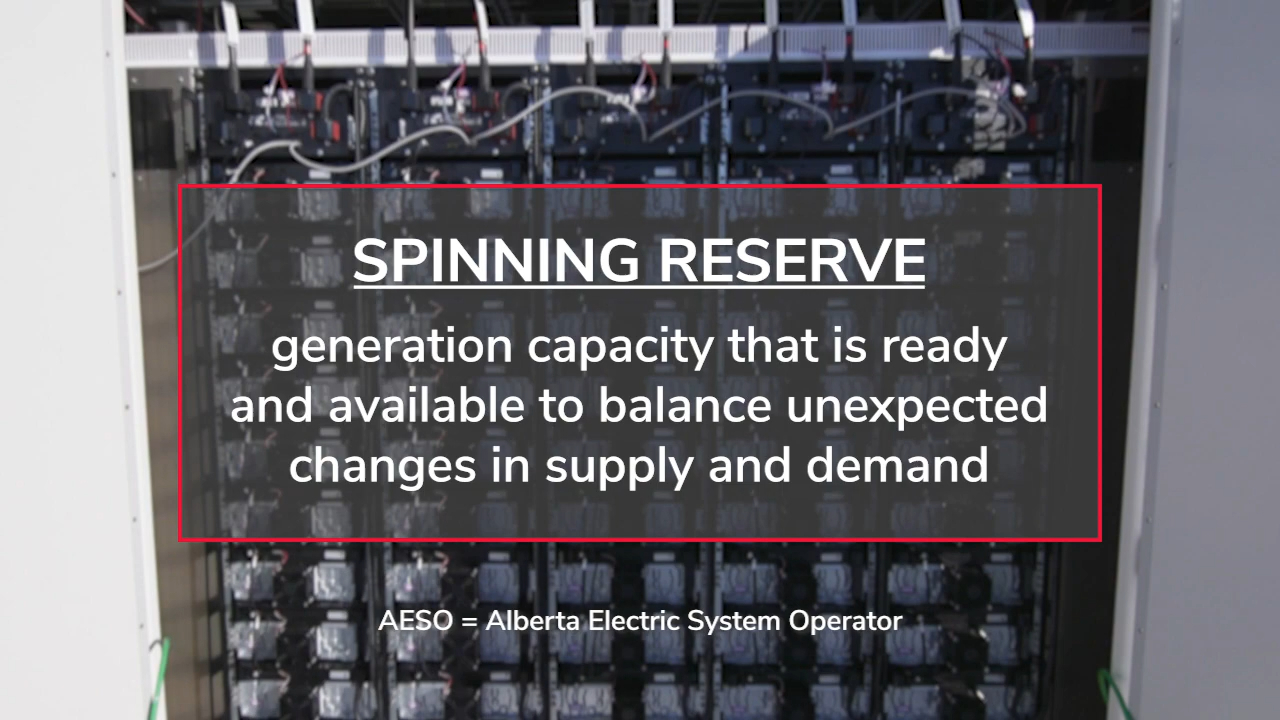 SPINNING RESERVE
generation capacity that is ready
and available to balance unexpected
changes in supply and demand
AESO = Alberta Electric System Operator